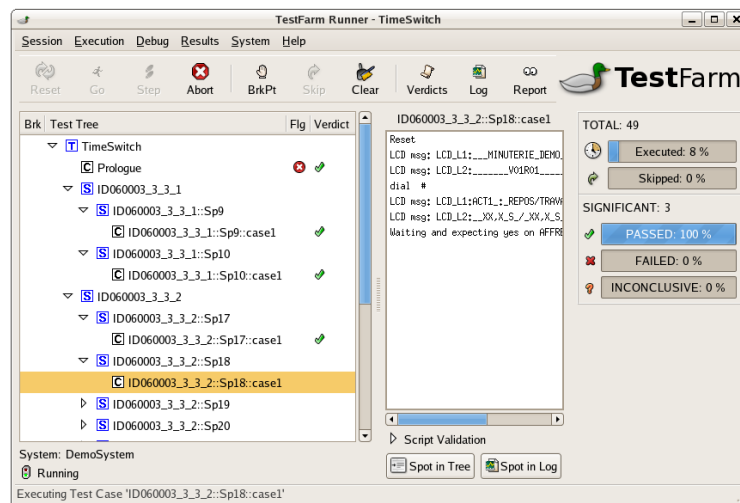 TestFarm Runner - TimeSwitch
Session Execution Debug Results System Help
Reset Go Step Abort BrkPt Skip Clear Verdicts Log Report
TestFarm
Brk Test Tree Flg Verdict
T TimeSwitch
C Prologue
S ID060003_3_3_1
S ID060003_3_3_1::Sp9
C ID060003_3_3_1::Sp9::case1
S ID060003_3_3_1::Sp10
C ID060003_3_3_1::Sp10::case1
S ID060003_3_3_2
S ID060003_3_3_2::Sp17
C ID060003_3_3_2::Sp17::case1
S ID060003_3_3_2::Sp18
C ID060003_3_3_2::Sp18::case1
S ID060003_3_3_2::Sp19
S ID060003_3_3_2::Sp20
System: DemoSystem
Running
ID060003_3_3_2::Sp18::case1
Reset
LCD msg: LCD_L1:___MINUTERIE_DEMO_
LCD msg: LCD_L2:_______V01R01_____
dial #
LCD msg: LCD_L1:ACT1_:_REPOS/TRAVA
LCD msg: LCD_L2:__XX,X_S_/_XX,X_S_
Waiting and expecting yes on AFFRE
Script Validation
Spot in Tree Spot in Log
TOTAL: 49
Executed: 8 %
Skipped: 0 %
SIGNIFICANT: 3
PASSED: 100 %
FAILED: 0 %
INCONCLUSIVE: 0 %
Executing Test Case 'ID060003_3_3_2::Sp18::case1'